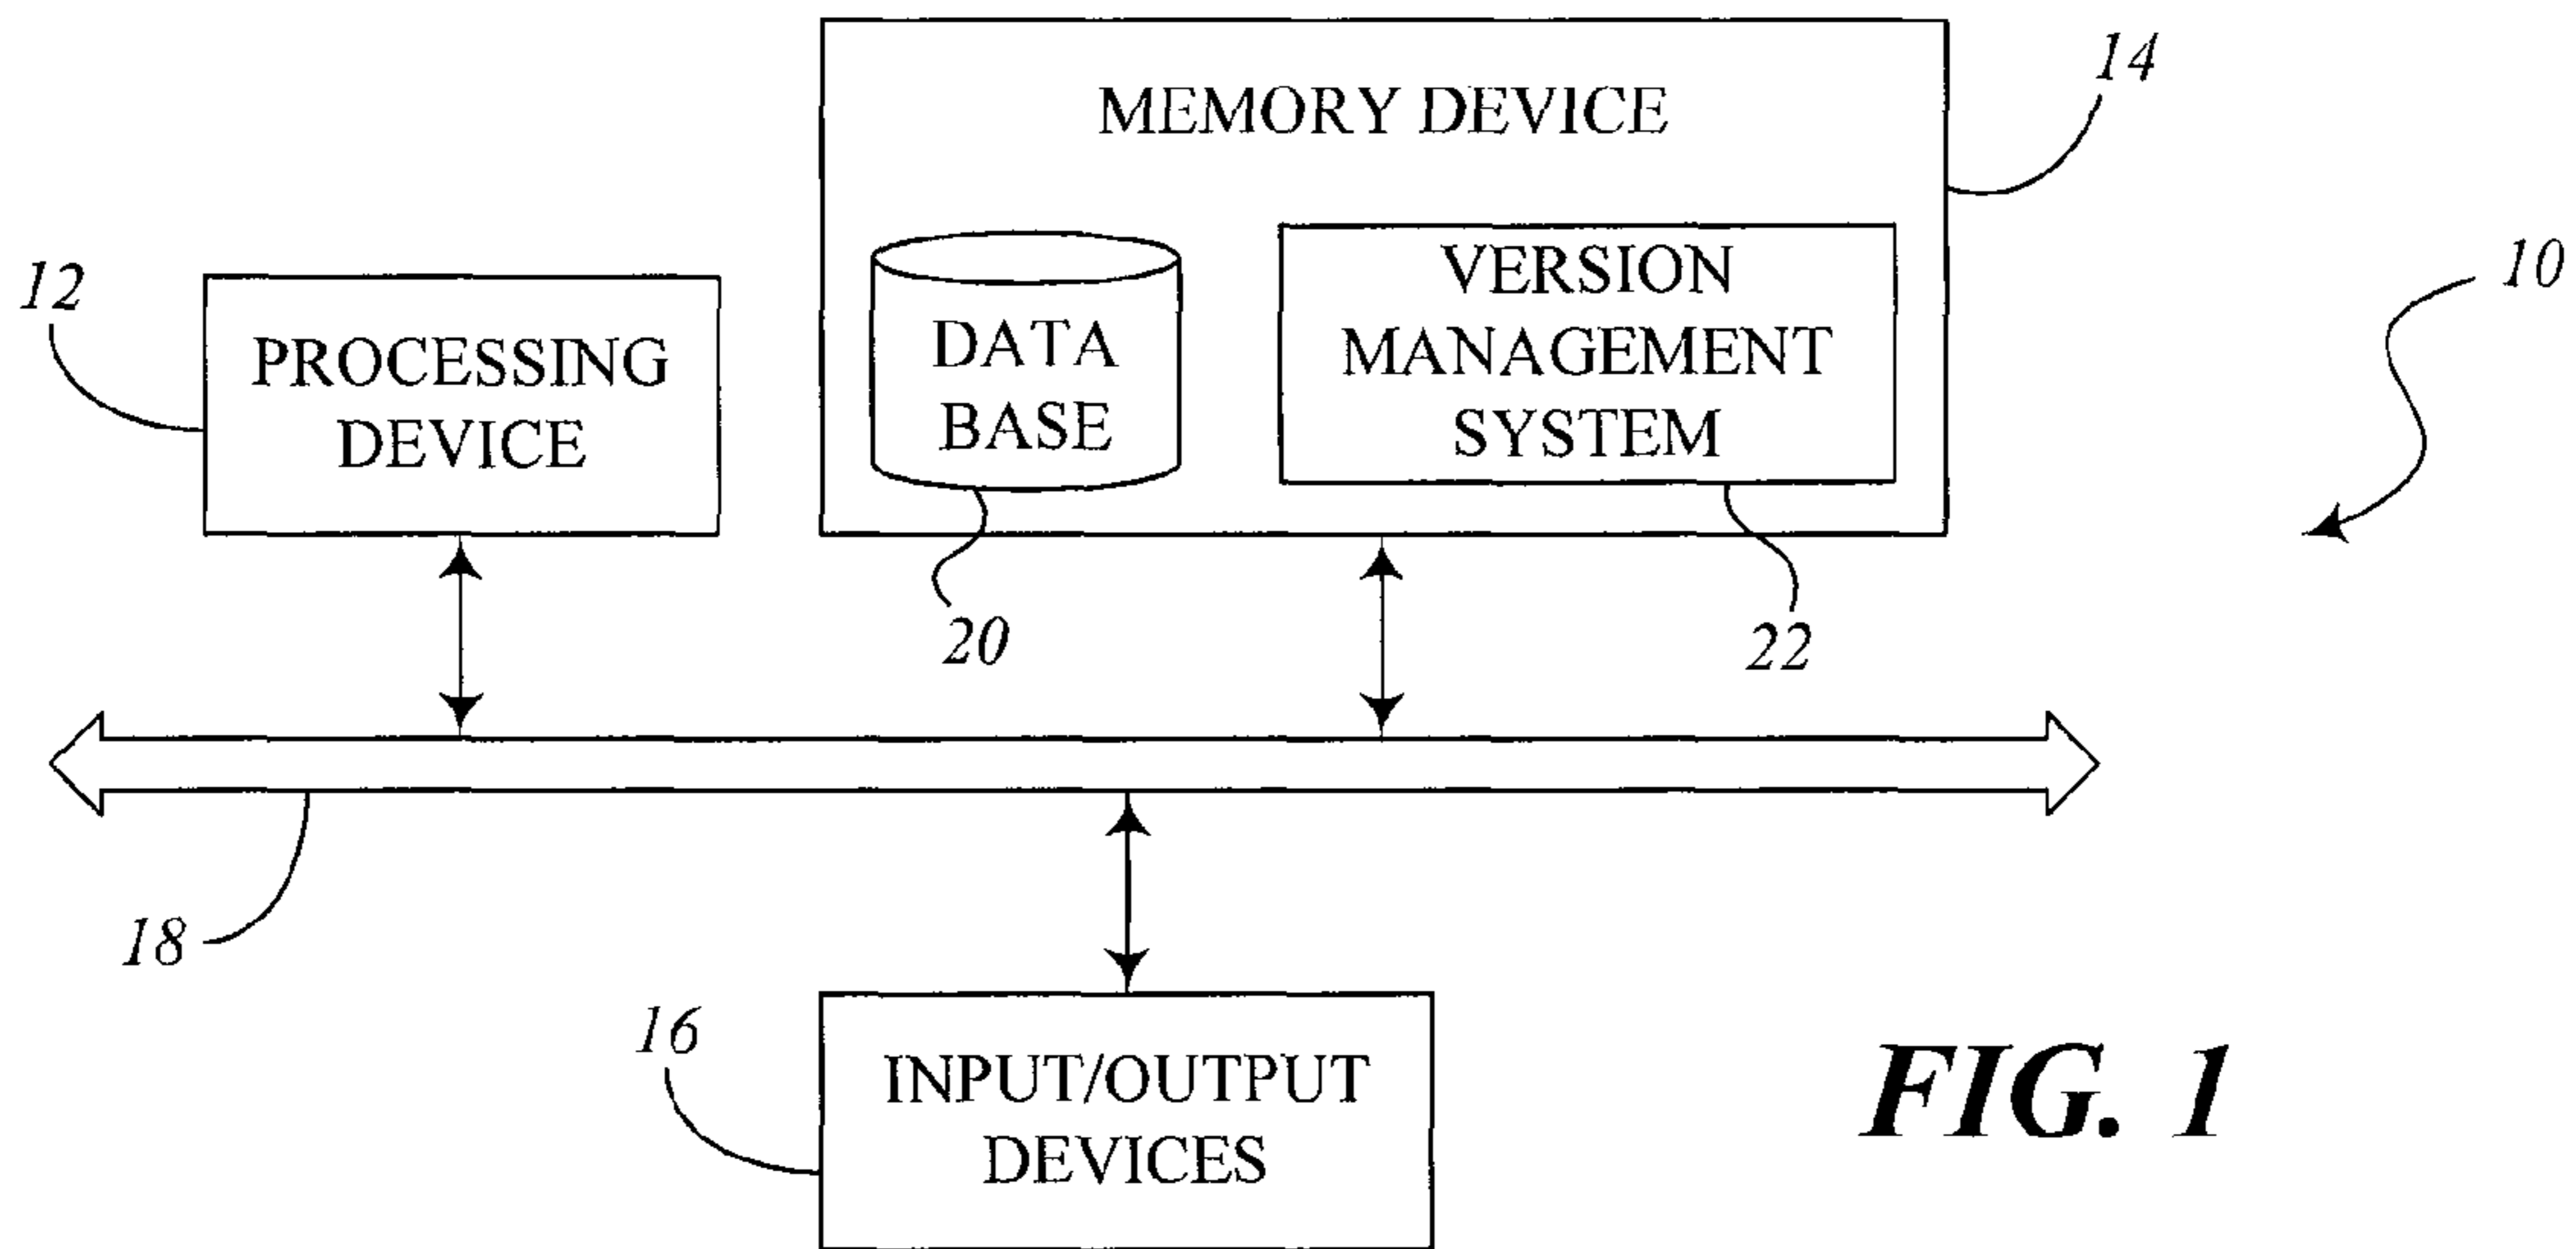 MEMORY DEVICE
14
VERSION
MANAGEMENT
SYSTEM
DATA
BASE
10
12
PROCESSING
DEVICE
20
22
18
16
INPUT/OUTPUT
DEVICES
FIG. 1